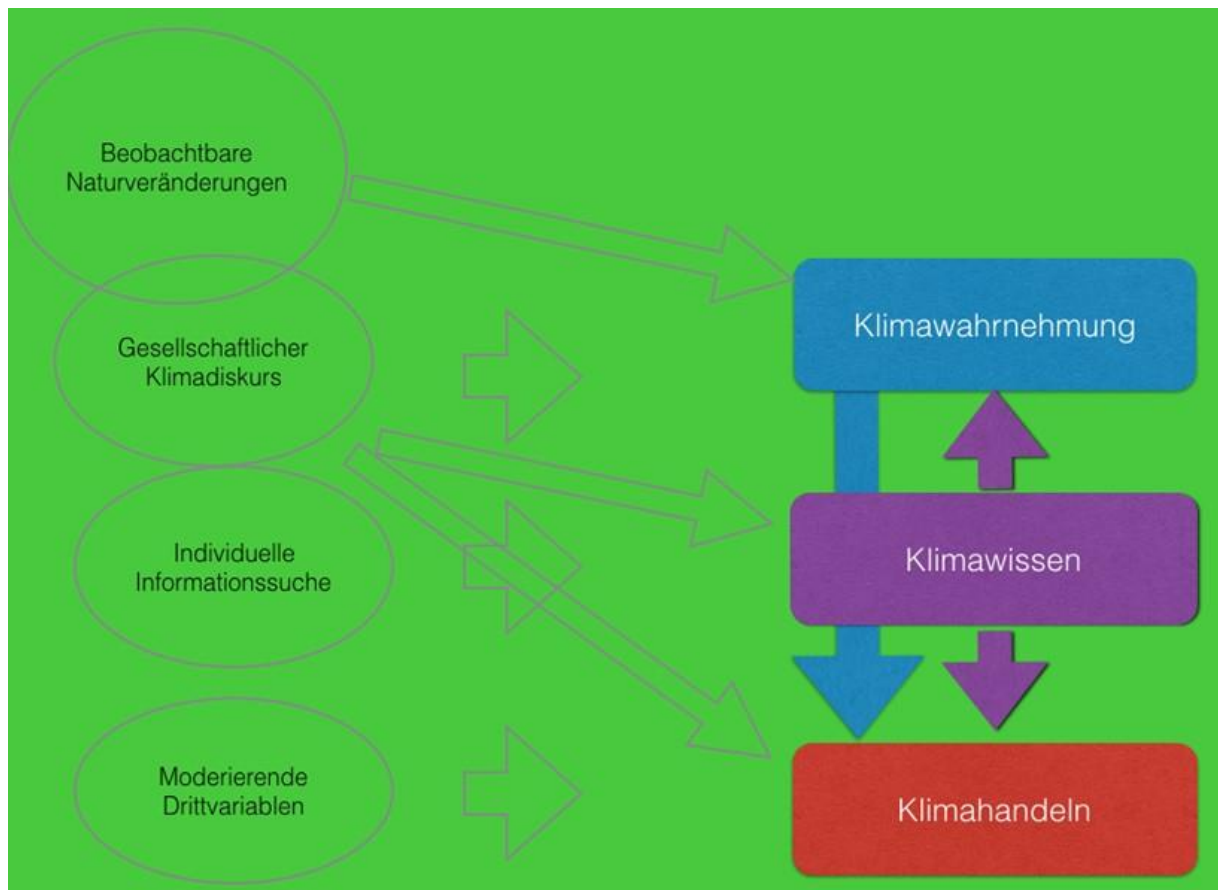 Beobachtbare
Naturveränderungen
Klimawahrnehmung
Gesellschaftlicher
Klimadiskurs
Individuelle
Informationssuche
Klimawissen
Moderierende
Drittvariablen
Klimahandeln